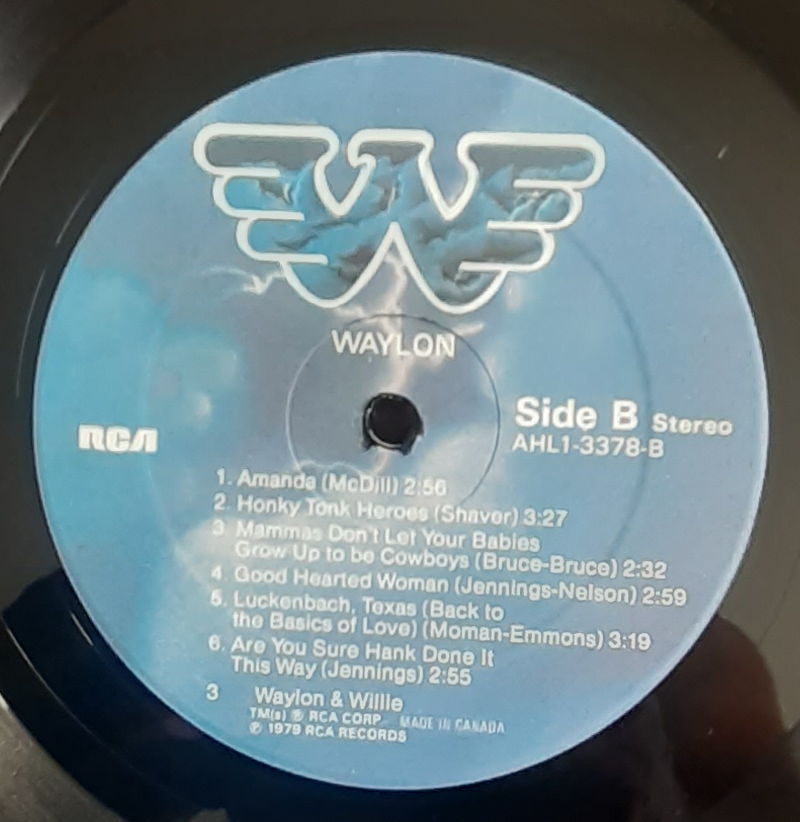 WAYLON
RCA
Side B Stereo
AHL1-3378-B
1. Amanda (McDill) 2:56
2. Honky Tonk Heroes (Shaver) 3:27
3 Mammas Don't Let Your Babies
Grow Up to be Cowboys (Bruce-Bruce) 2:32
4. Good Hearted Woman (Jennings-Nelson) 2:59
5. Luckenbach, Texas (Back to
the Basics of Love) (Moman-Emmons) 3:19
6. Are You Sure Hank Done It
This Way (Jennings) 2:55
3 Waylon & Willie
TM(s) ® RCA CORP. MADE IN CANADA
℗ 1979 RCA RECORDS